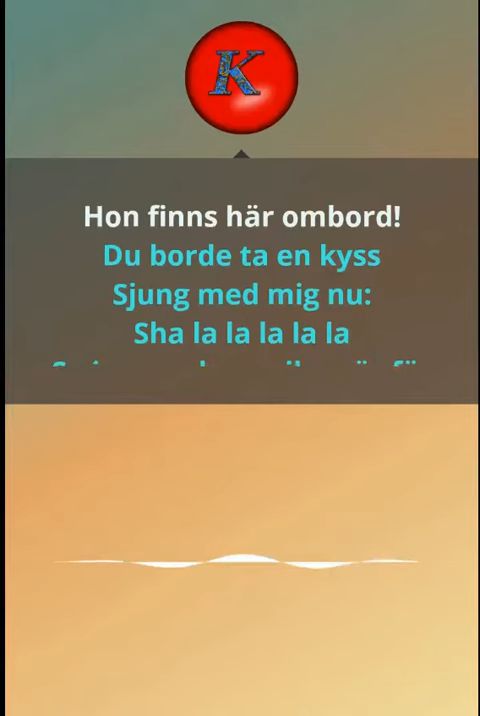 K
Hon finns här ombord!
Du borde ta en kyss
Sjung med mig nu:
Sha la la la la la